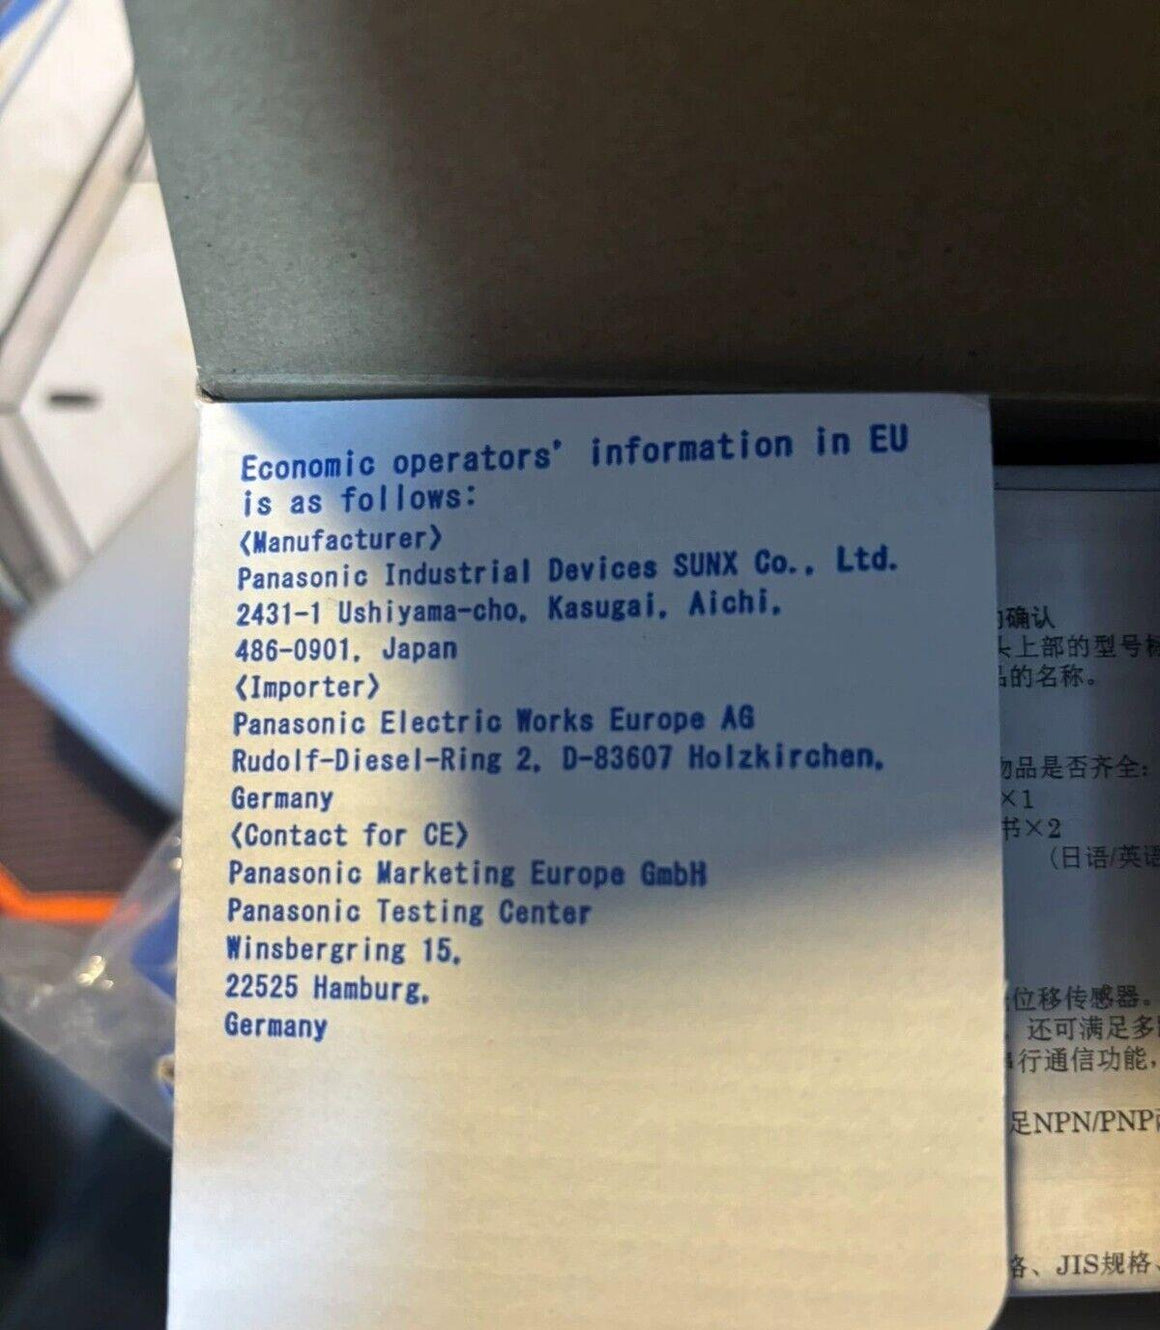 Economic operators' information in EU
is as follows:
<Manufacturer>
Panasonic Industrial Devices SUNX Co., Ltd.
2431-1 Ushiyama-cho, Kasugai, Aichi,
486-0901, Japan
<Importer>
Panasonic Electric Works Europe AG
Rudolf-Diesel-Ring 2, D-83607 Holzkirchen,
Germany
<Contact for CE>
Panasonic Marketing Europe GmbH
Panasonic Testing Center
Winsbergring 15,
22525 Hamburg,
Germany
确认
上部的型号标
的名称。
物品是否齐全：
×1
书×2
（日语/英语
位移传感器。
还可满足多
行通信功能，
足NPN/PNP
格、JIS规格、